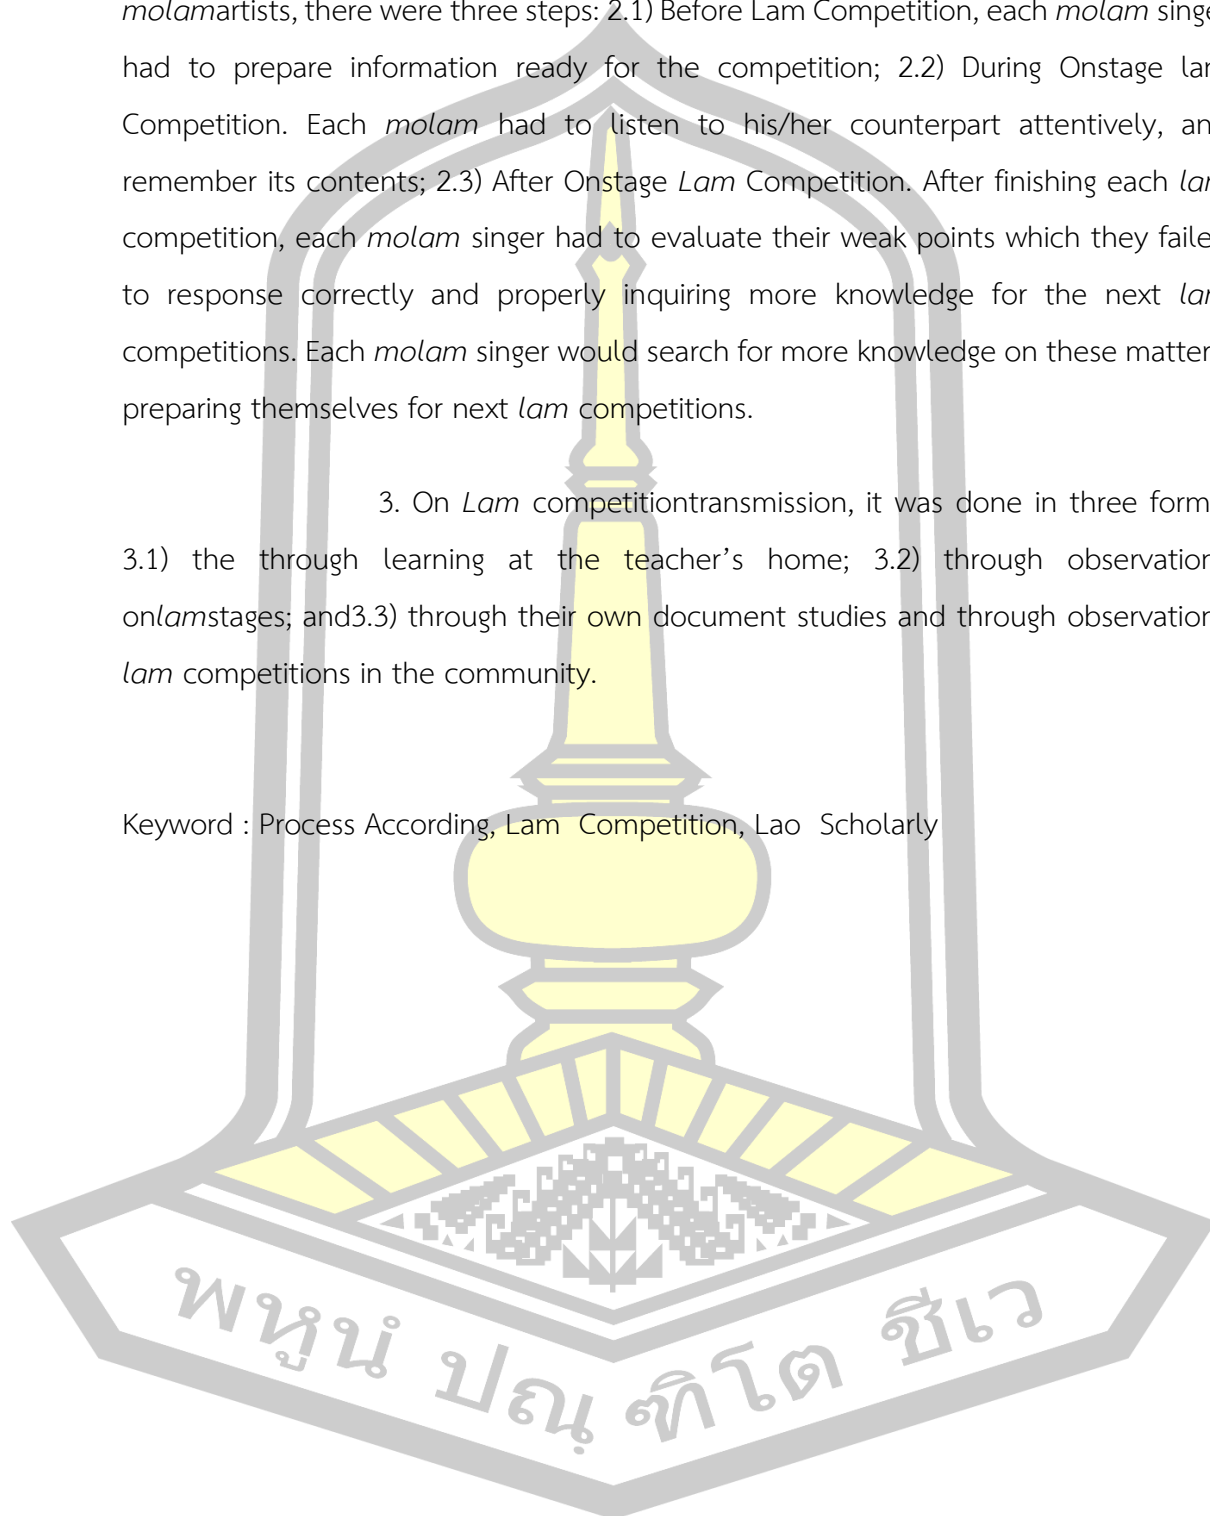 molamartists, there were three steps: 2.1) Before Lam Competition, each molam singe
had to prepare information ready for the competition; 2.2) During Onstage lam
Competition. Each molam had to listen to his/her counterpart attentively, an
remember its contents; 2.3) After Onstage Lam Competition. After finishing each lam
competition, each molam singer had to evaluate their weak points which they faile
to response correctly and properly inquiring more knowledge for the next lam
competitions. Each molam singer would search for more knowledge on these matter
preparing themselves for next lam competitions.
3. On Lam competitiontransmission, it was done in three form
3.1) the through learning at the teacher’s home; 3.2) through observation
onlamstages; and3.3) through their own document studies and through observation
lam competitions in the community.
Keyword : Process According, Lam Competition, Lao Scholarly
พหูนํ ปณฺฑิโต ชีเว